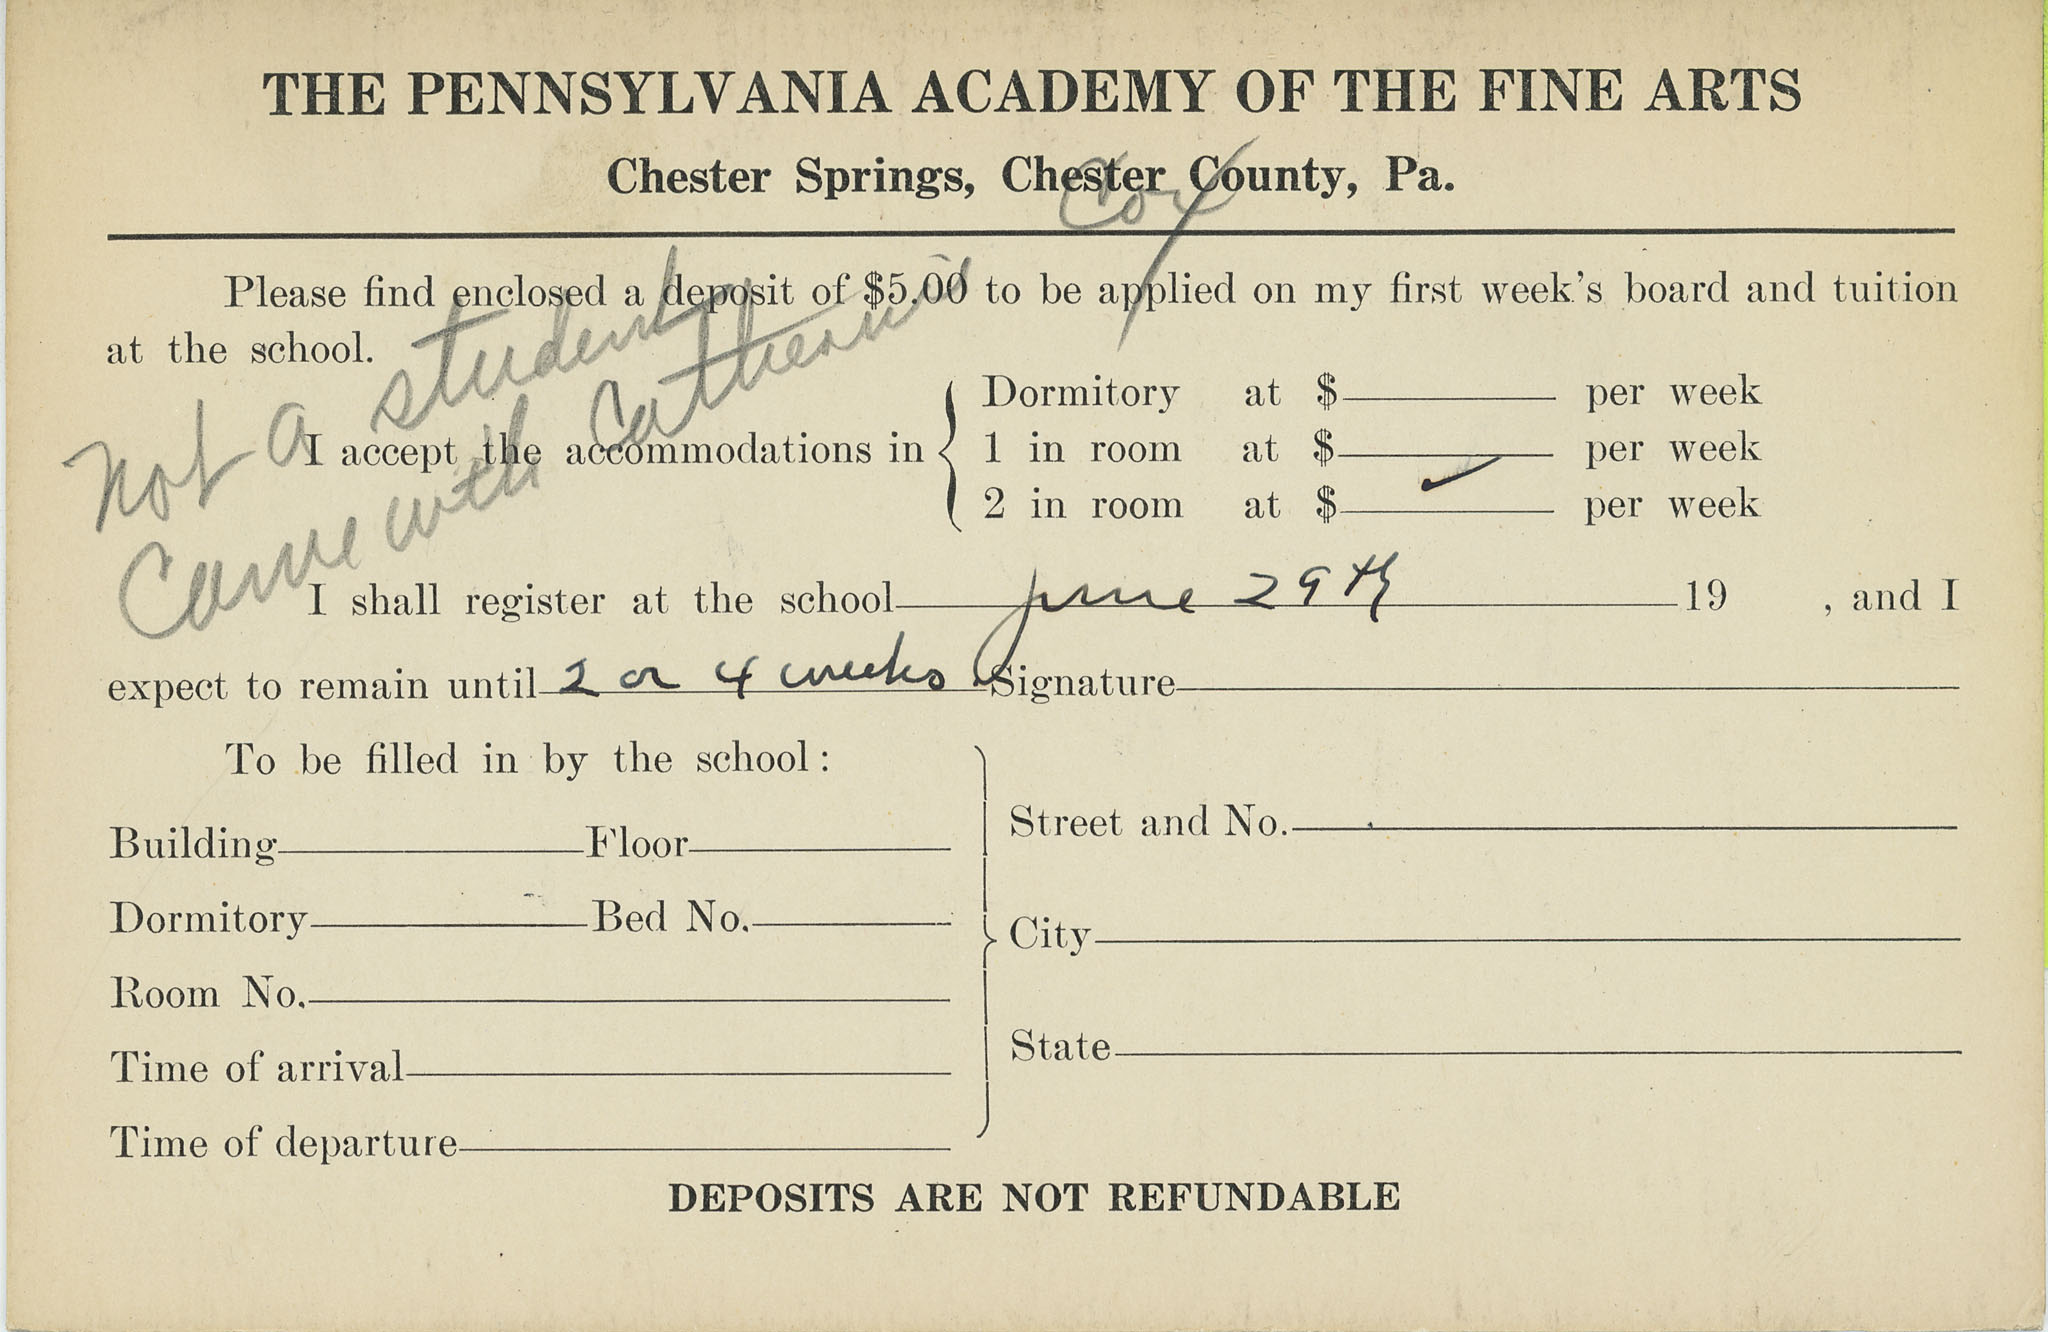 THE PENNSYLVANIA ACADEMY OF THE FINE ARTS
Chester Springs, Chester County, Pa.
Cox
Please find enclosed a deposit of $5.00 to be applied on my first week's board and tuition
at the school.
Not a student
Came with
I accept the accommodations in
Dormitory at $ per week
1 in room at $ per week
2 in room at $ ✓ per week
I shall register at the school June 29th 19 , and I
expect to remain until 2 or 4 weeks. Signature
To be filled in by the school:
Building Floor
Dormitory Bed No.
Room No.
Time of arrival
Time of departure
Street and No.
City
State
DEPOSITS ARE NOT REFUNDABLE